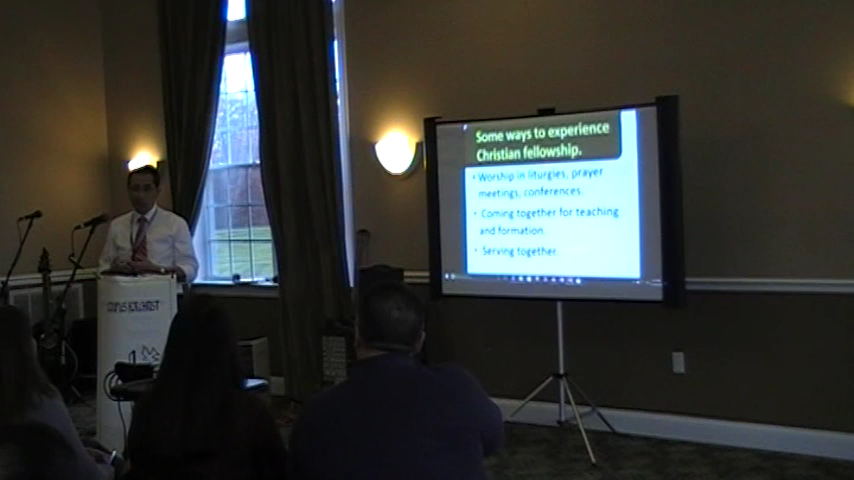 Some ways to experience
Christian fellowship.
• Worship in liturgies, prayer
meetings, conferences.
• Coming together for teaching
and formation.
• Serving together.